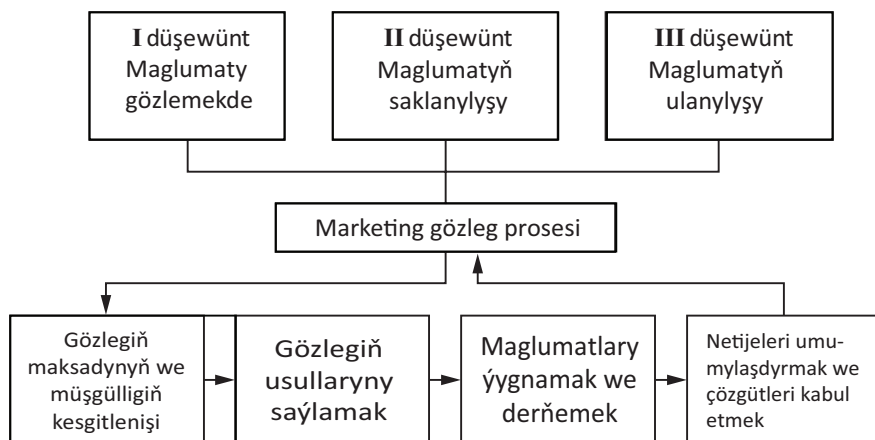 I düşewünt
Maglumaty
gözlemekde
II düşewünt
Maglumatyň
saklanylyşy
III düşewünt
Maglumatyň
ulanylyşy
Marketing gözleg prosesi
Gözlegiň
maksadynyň we
müşgülligiň
kesgitlenişi
Gözlegiň
usullaryny
saýlamak
Maglumatlary
ýygnamak we
derňemek
Netijeleri umu-
mylaşdyrmak we
çözgütleri kabul
etmek